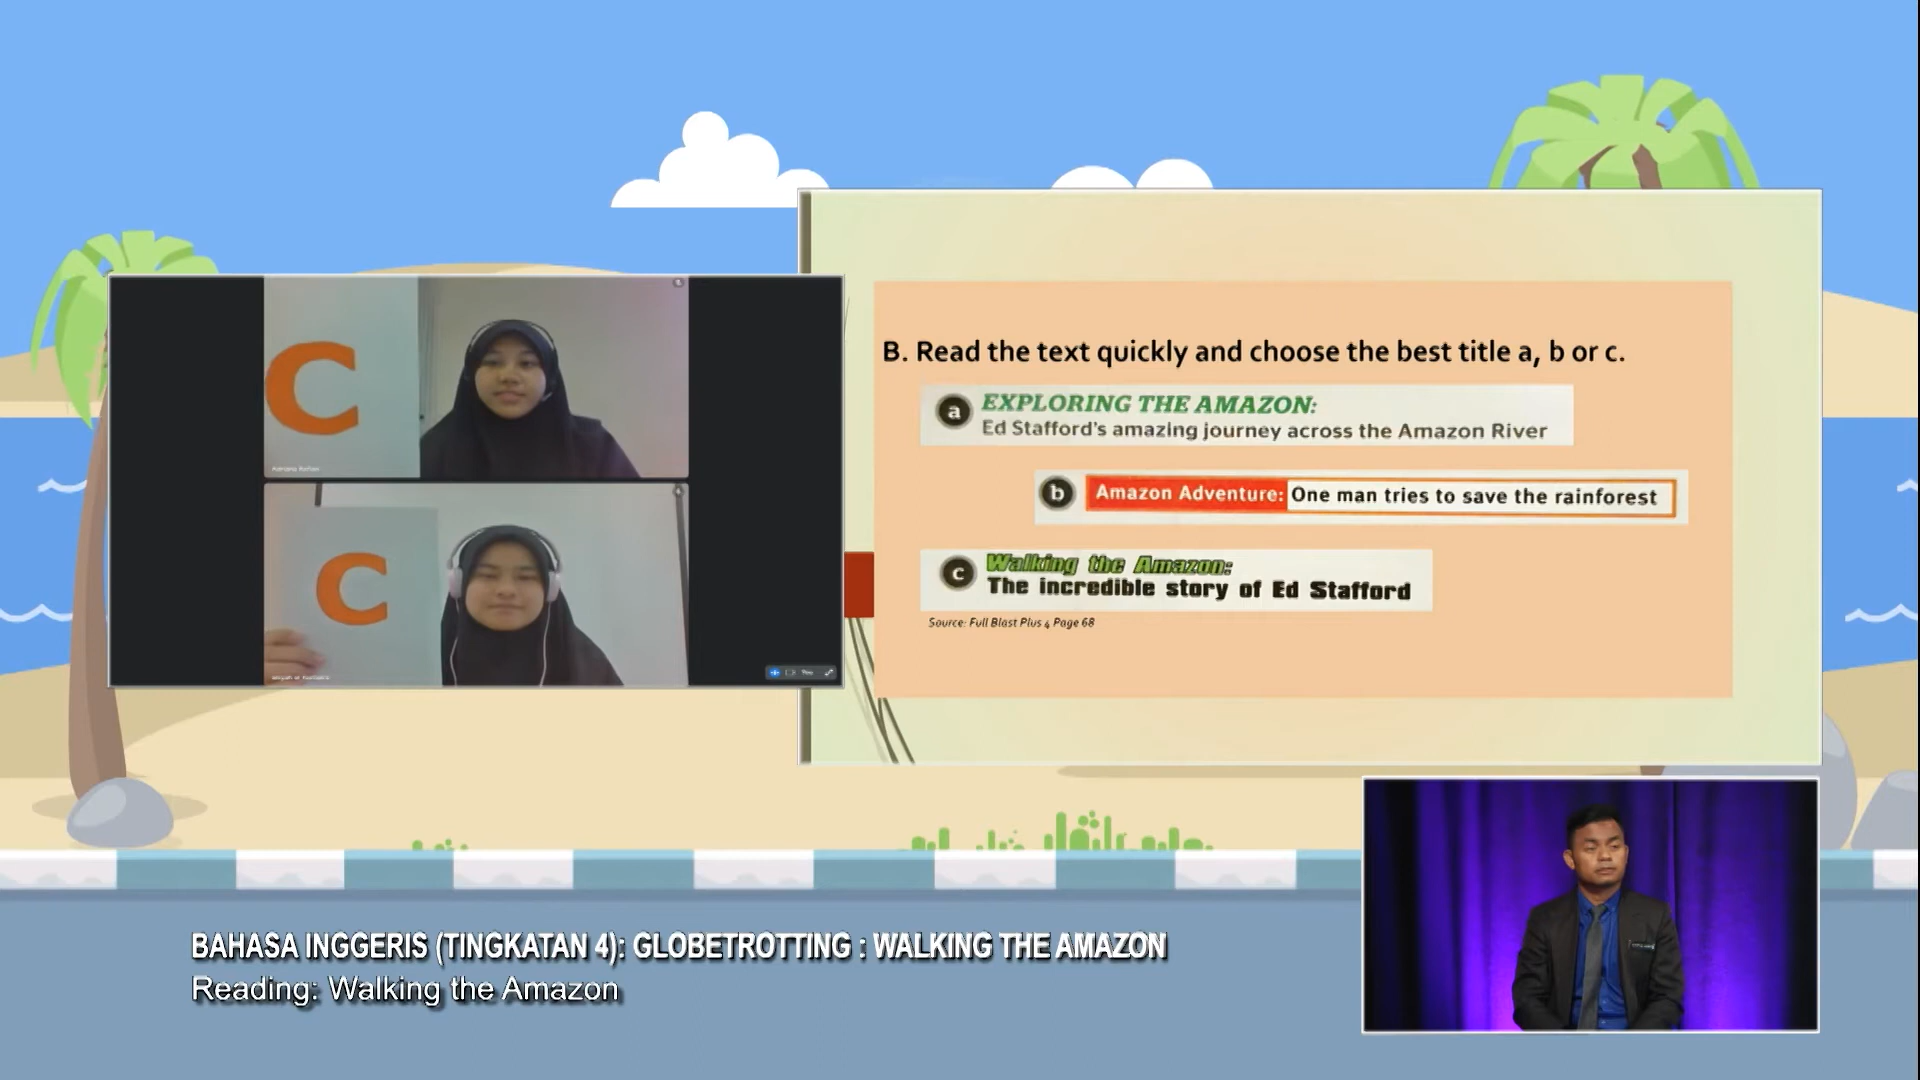 B. Read the text quickly and choose the best title a, b or c.
a
EXPLORING THE AMAZON:
Ed Stafford's amazing journey across the Amazon River
b
Amazon Adventure: One man tries to save the rainforest
c
Walking the Amazon:
The incredible story of Ed Stafford
Source: Full Blast Plus 4 Page 68
C
C
BAHASA INGGERIS (TINGKATAN 4): GLOBETROTTING : WALKING THE AMAZON
Reading: Walking the Amazon